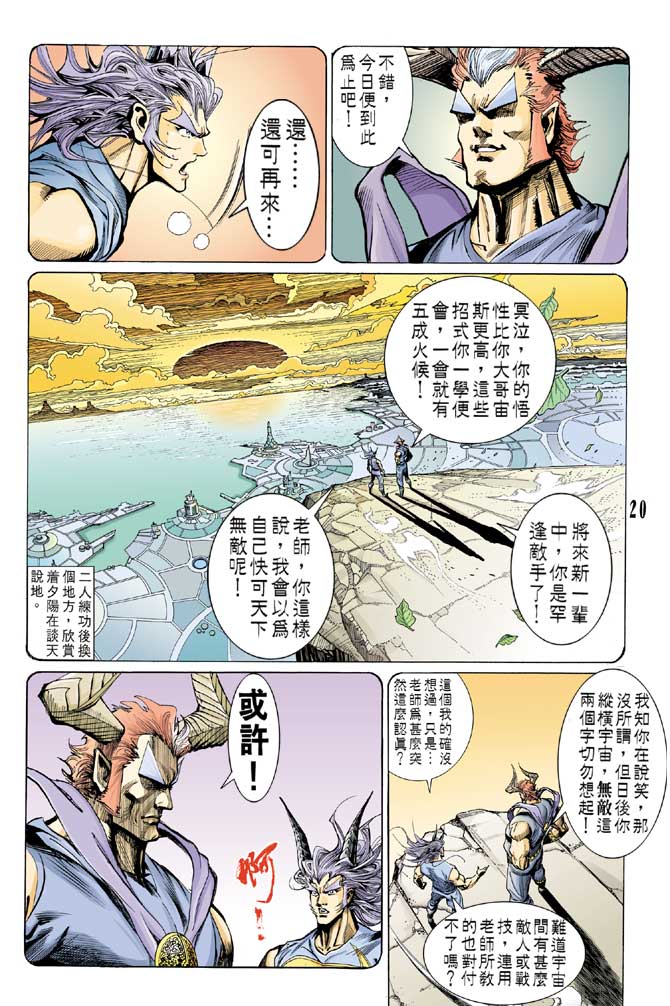 不錯，
今日便到此
為止吧！
還……
還可再來…
冥泣，你的悟
性比你大哥宙
斯更高，這些
招式你一學便
會，一會就有
五成火候！
將來新一輩
中，你是罕
逢敵手了！
老師，你這樣
說，我會以為
自己快可天下
無敵呢！
二人練功後換
個地方，欣賞
着夕陽在談天
說地。
20
或許！
啊！
我知你在說笑，那
沒所謂，但日後你
縱橫宇宙，無敵這
兩個字切勿想起！
這個我的確沒
想過，只是…
老師為甚麼突
然這麼認真？
難道宇宙
間有甚麼
敵人或戰
技，連用
老師所教
的也對付
不了嗎？